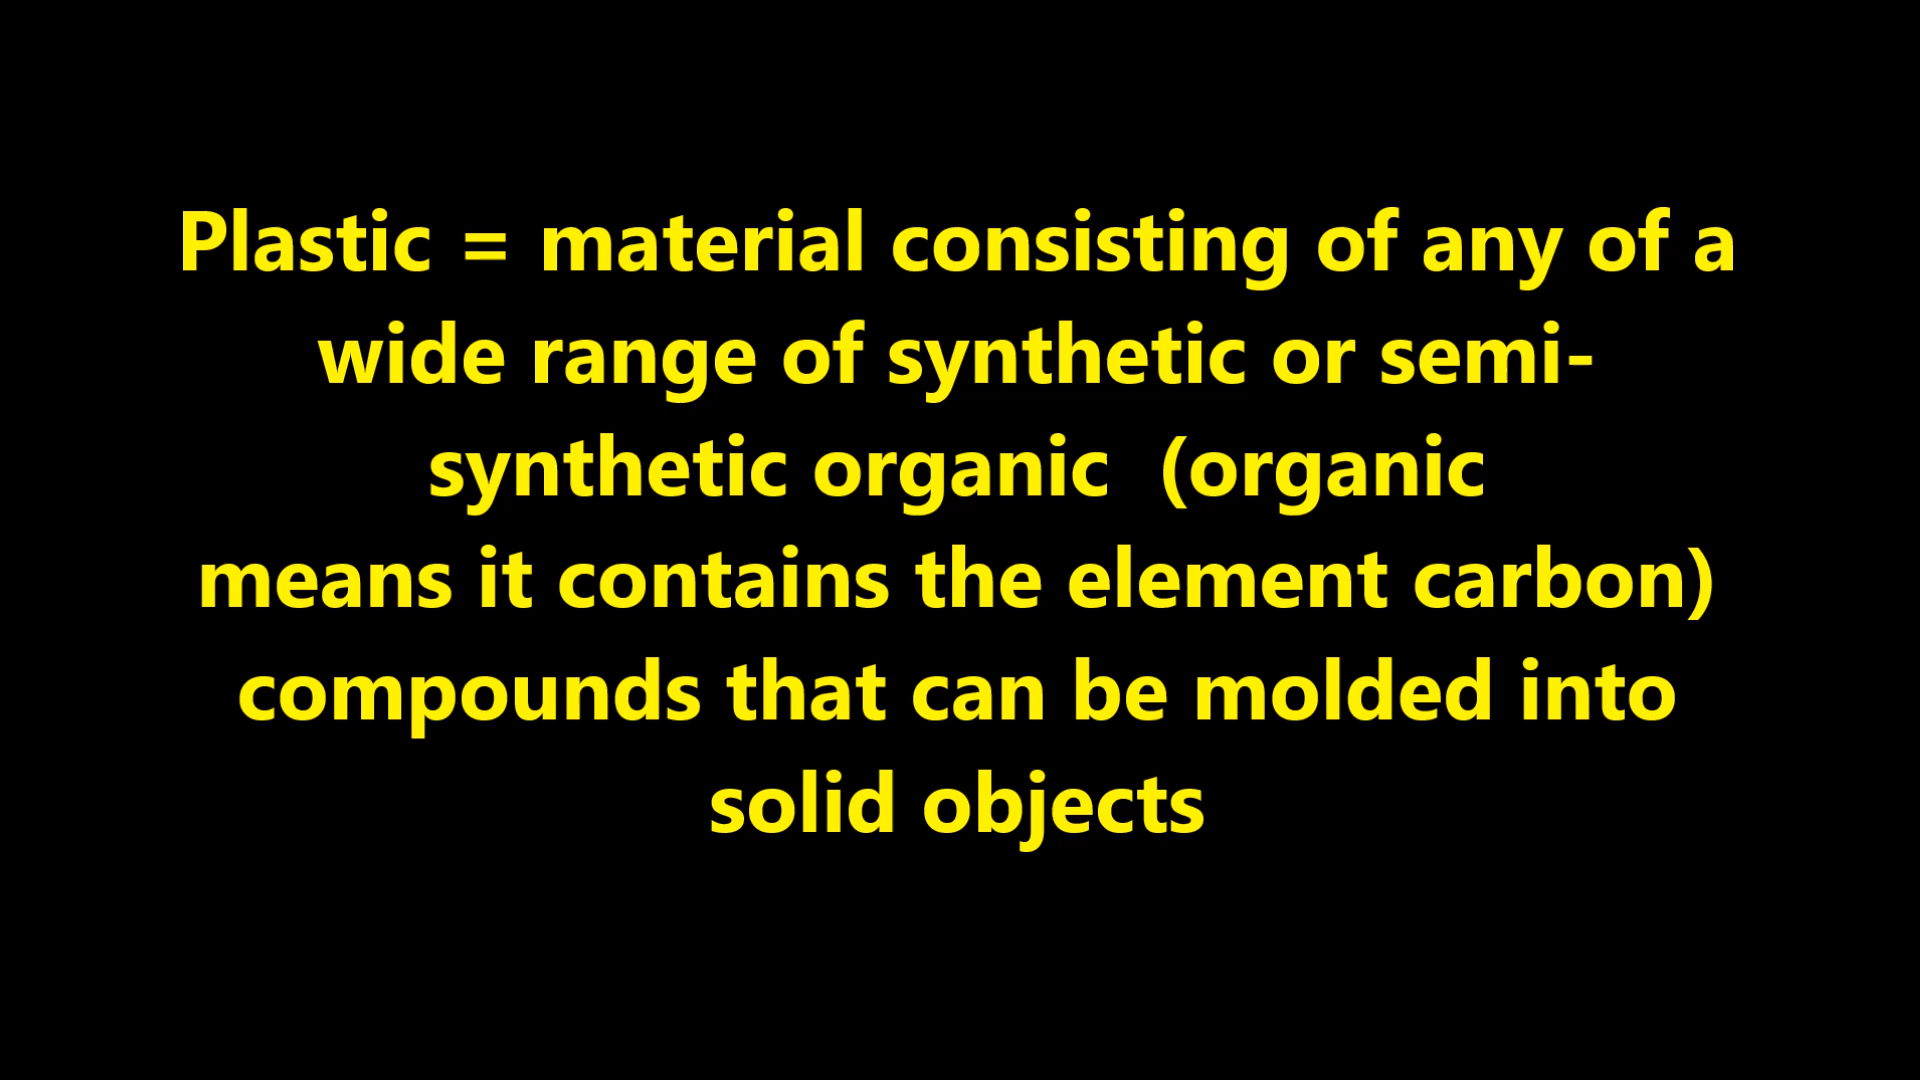 Plastic = material consisting of any of a
wide range of synthetic or semi-
synthetic organic  (organic
means it contains the element carbon)
compounds that can be molded into
solid objects